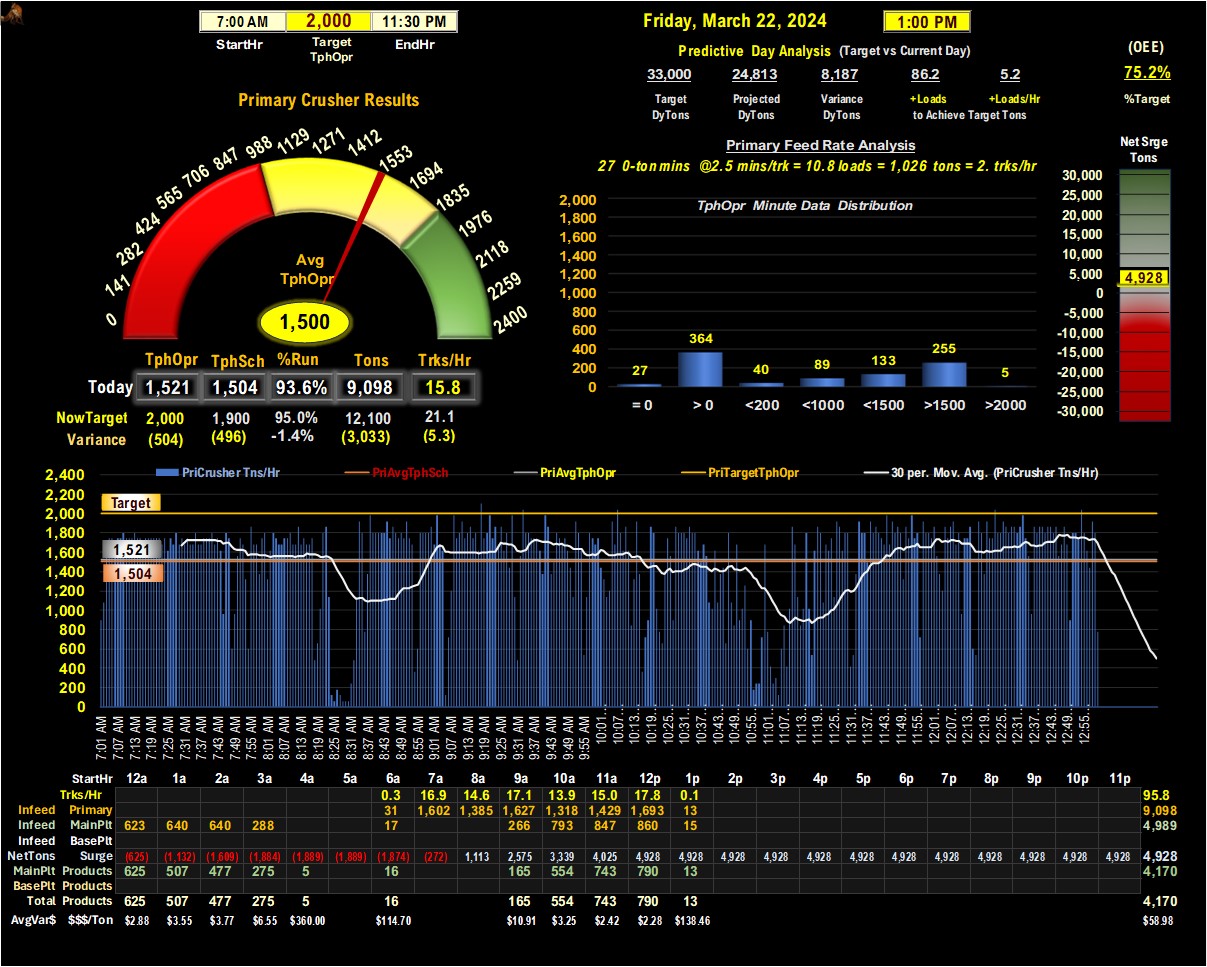 7:00 AM 2,000 11:30 PM
StartHr Target TphOpr EndHr
Friday, March 22, 2024 1:00 PM
Predictive Day Analysis (Target vs Current Day)
33,000 24,813 8,187 86.2 5.2
Target DyTons Projected DyTons Variance DyTons +Loads +Loads/Hr
to Achieve Target Tons
(OEE)
75.2%
%Target
Primary Crusher Results
0 141 282 424 565 706 847 988 1129 1271 1412 1553 1694 1835 1976 2118 2259 2400
Avg
TphOpr
1,500
TphOpr TphSch %Run Tons Trks/Hr
Today 1,521 1,504 93.6% 9,098 15.8
NowTarget 2,000 1,900 95.0% 12,100 21.1
Variance (504) (496) -1.4% (3,033) (5.3)
Primary Feed Rate Analysis
27 0-ton mins @2.5 mins/trk = 10.8 loads = 1,026 tons = 2. trks/hr
TphOpr Minute Data Distribution
2,000
1,800
1,600
1,400
1,200
1,000
800
600
400
200
0
27 364 40 89 133 255 5
= 0 > 0 <200 <1000 <1500 >1500 >2000
Net Srge
Tons
30,000
25,000
20,000
15,000
10,000
5,000
0
-5,000
-10,000
-15,000
-20,000
-25,000
-30,000
4,928
PriCrusher Tns/Hr PriAvgTphSch PriAvgTphOpr PriTargetTphOpr 30 per. Mov. Avg. (PriCrusher Tns/Hr)
2,400
2,200
2,000
1,800
1,600
1,400
1,200
1,000
800
600
400
200
0
Target
1,521
1,504
7:01 AM 7:07 AM 7:13 AM 7:19 AM 7:25 AM 7:31 AM 7:37 AM 7:43 AM 7:49 AM 7:55 AM 8:01 AM 8:07 AM 8:13 AM 8:19 AM 8:25 AM 8:31 AM 8:37 AM 8:43 AM 8:49 AM 8:55 AM 9:01 AM 9:07 AM 9:13 AM 9:19 AM 9:25 AM 9:31 AM 9:37 AM 9:43 AM 9:49 AM 9:55 AM 10:01… 10:07… 10:13… 10:19… 10:25… 10:31… 10:37… 10:43… 10:49… 10:55… 11:01… 11:07… 11:13… 11:19… 11:25… 11:31… 11:37… 11:43… 11:49… 11:55… 12:01… 12:07… 12:13… 12:19… 12:25… 12:31… 12:37… 12:43… 12:49… 12:55…
StartHr 12a 1a 2a 3a 4a 5a 6a 7a 8a 9a 10a 11a 12p 1p 2p 3p 4p 5p 6p 7p 8p 9p 10p 11p
Trks/Hr 0.3 16.9 14.6 17.1 13.9 15.0 17.8 0.1 95.8
Infeed Primary 31 1,602 1,385 1,627 1,318 1,429 1,693 13 9,098
Infeed MainPlt 623 640 640 288 17 266 793 847 860 15 4,989
Infeed BasePlt
NetTons Surge (625) (1,132) (1,609) (1,884) (1,889) (1,889) (1,874) (272) 1,113 2,575 3,339 4,025 4,928 4,928 4,928 4,928 4,928 4,928 4,928 4,928 4,928 4,928 4,928 4,928 4,928
MainPlt Products 625 507 477 275 5 16 165 554 743 790 13 4,170
BasePlt Products
Total Products 625 507 477 275 5 16 165 554 743 790 13 4,170
AvgVar$ $$$/Ton $2.88 $3.55 $3.77 $6.55 $360.00 $114.70 $10.91 $3.25 $2.42 $2.28 $138.46 $58.98